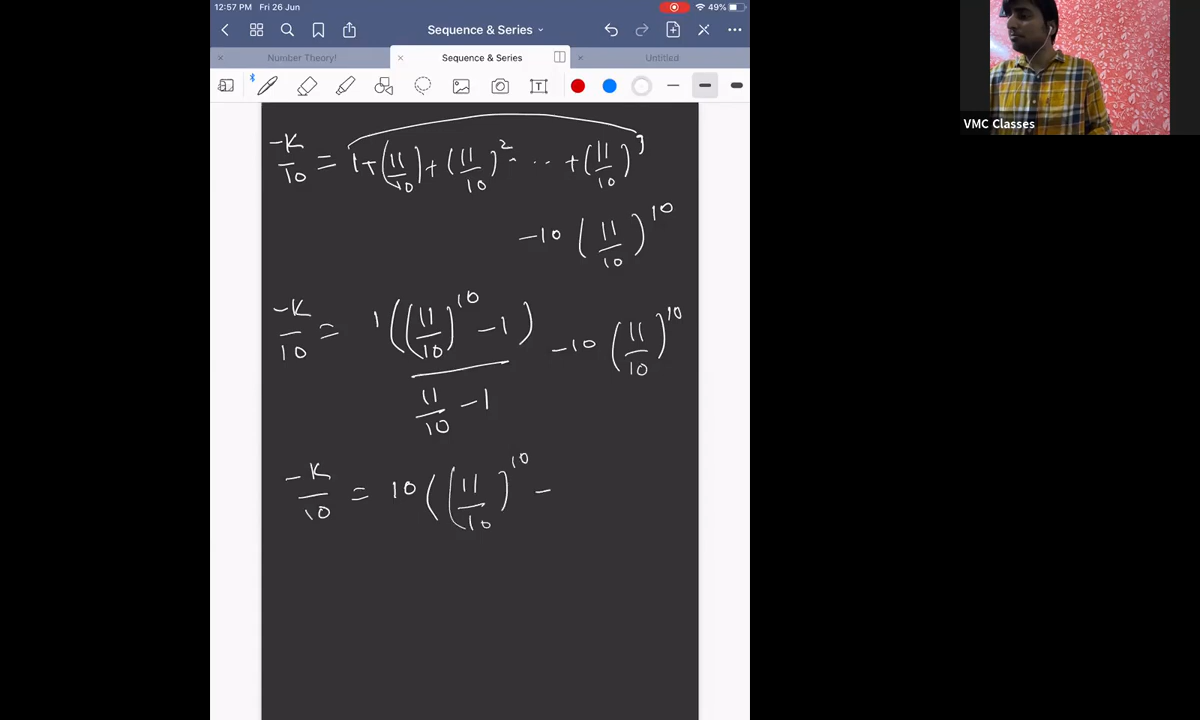 12:57 PM Fri 26 Jun 49%
Sequence & Series
Number Theory! Sequence & Series Untitled
T
VMC Classes
-K/10 = 1+(11/10)+(11/10)^2 .. .. +(11/10)^9
-10 (11/10)^10
-K/10 = 1((11/10)^10 -1)/(11/10 -1) -10 (11/10)^10
-K/10 = 10((11/10)^10 -